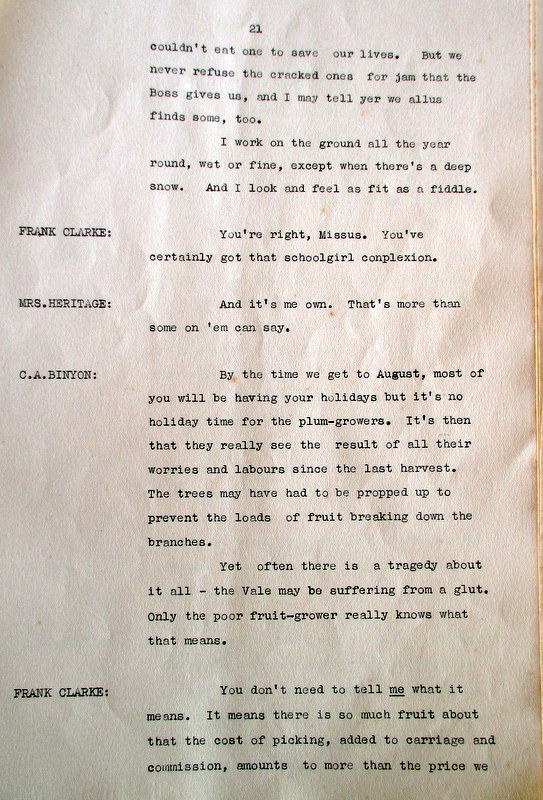 21
couldn't eat one to save our lives. But we
never refuse the cracked ones for jam that the
Boss gives us, and I may tell yer we allus
finds some, too.
I work on the ground all the year
round, wet or fine, except when there's a deep
snow. And I look and feel as fit as a fiddle.
FRANK CLARKE: You're right, Missus. You've
certainly got that schoolgirl conplexion.
MRS.HERITAGE: And it's me own. That's more than
some on 'em can say.
C.A.BINYON: By the time we get to August, most of
you will be having your holidays but it's no
holiday time for the plum-growers. It's then
that they really see the result of all their
worries and labours since the last harvest.
The trees may have had to be propped up to
prevent the loads of fruit breaking down the
branches.
Yet often there is a tragedy about
it all - the Vale may be suffering from a glut.
Only the poor fruit-grower really knows what
that means.
FRANK CLARKE: You don't need to tell me what it
means. It means there is so much fruit about
that the cost of picking, added to carriage and
commission, amounts to more than the price we